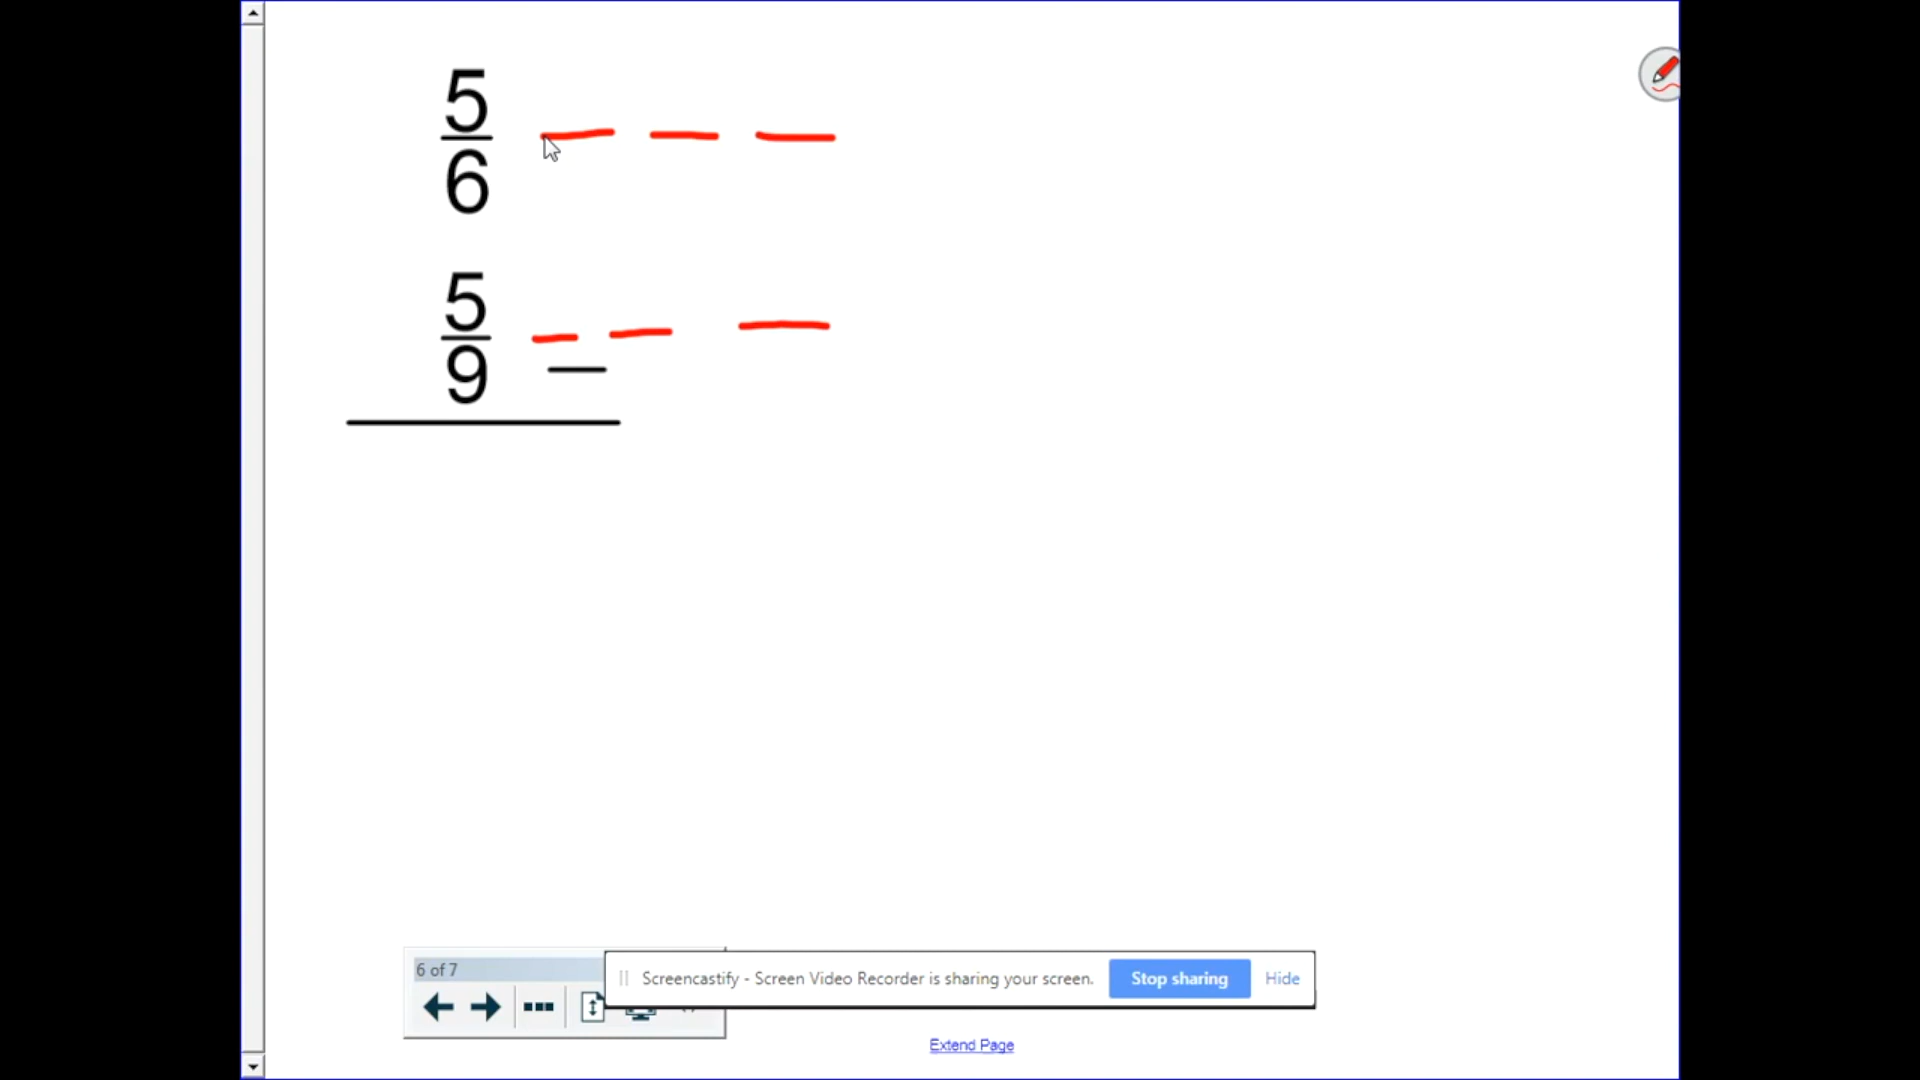 5
6
5
9
6 of 7
Screencastify - Screen Video Recorder is sharing your screen.
Stop sharing
Hide
Extend Page